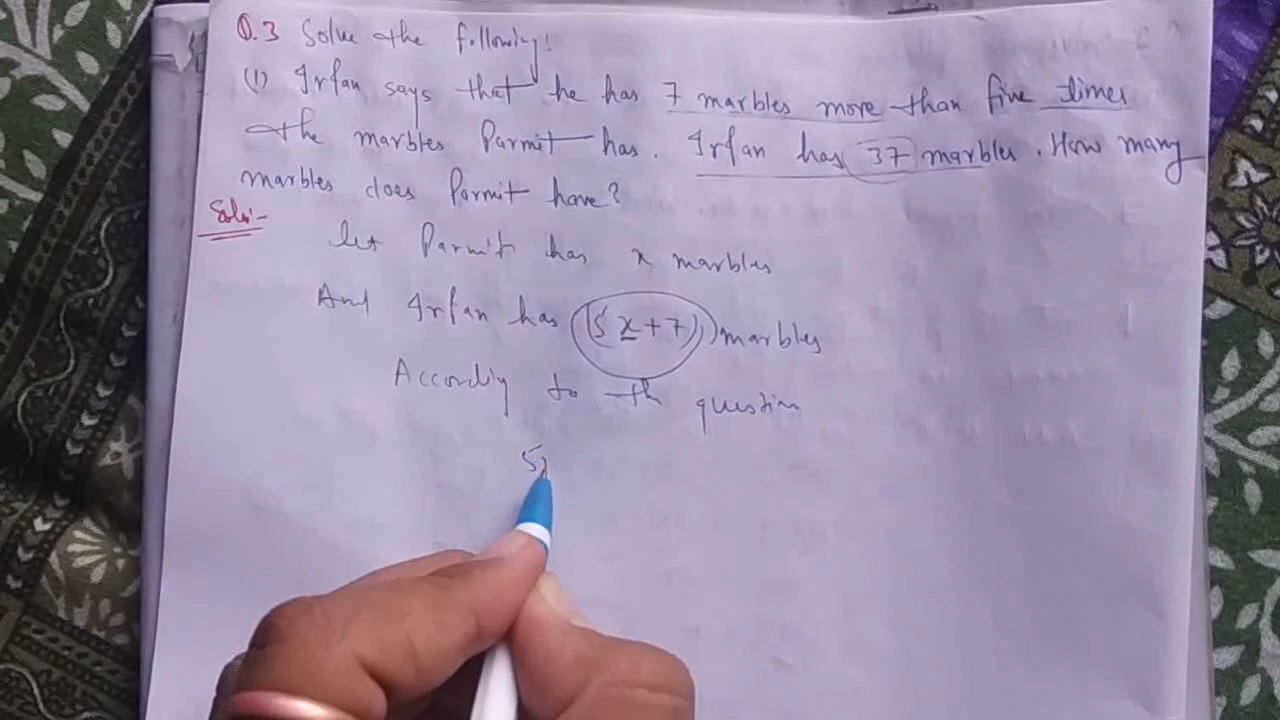 Q.3 Solve the following:
(1) Irfan says that he has 7 marbles more than five times
the marbles Parmit has. Irfan has 37 marbles. How many
marbles does Parmit have?
Soln:-
let Parmit has x marbles
And Irfan has (5x+7) marbles
According to the question
5x